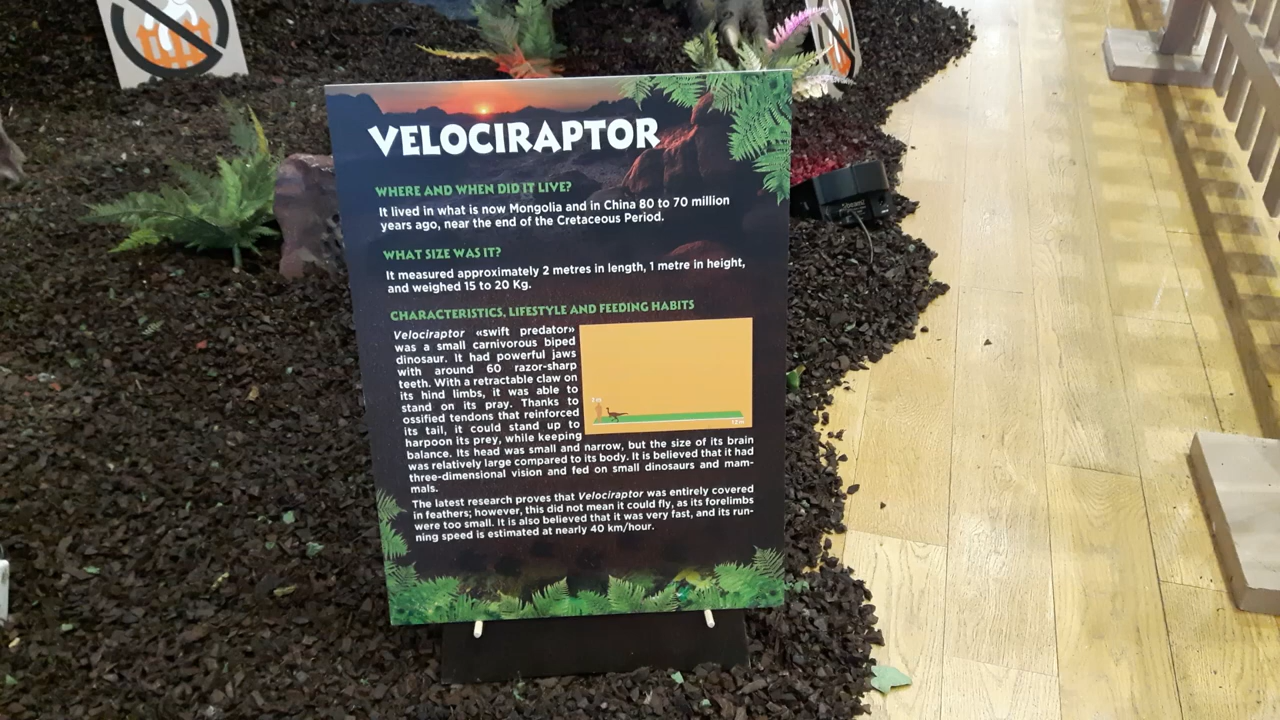 VELOCIRAPTOR
WHERE AND WHEN DID IT LIVE?
It lived in what is now Mongolia and in China 80 to 70 million
years ago, near the end of the Cretaceous Period.
WHAT SIZE WAS IT?
It measured approximately 2 metres in length, 1 metre in height,
and weighed 15 to 20 Kg.
CHARACTERISTICS, LIFESTYLE AND FEEDING HABITS
Velociraptor «swift predator»
was a small carnivorous biped
dinosaur. It had powerful jaws
with around 60 razor-sharp
teeth. With a retractable claw on
its hind limbs, it was able to
stand on its pray. Thanks to
ossified tendons that reinforced
its tail, it could stand up to
harpoon its prey, while keeping
balance. Its head was small and narrow, but the size of its brain
was relatively large compared to its body. It is believed that it had
three-dimensional vision and fed on small dinosaurs and mam-
mals.
2 m
12 m
The latest research proves that Velociraptor was entirely covered
in feathers; however, this did not mean it could fly, as its forelimbs
were too small. It is also believed that it was very fast, and its run-
ning speed is estimated at nearly 40 km/hour.